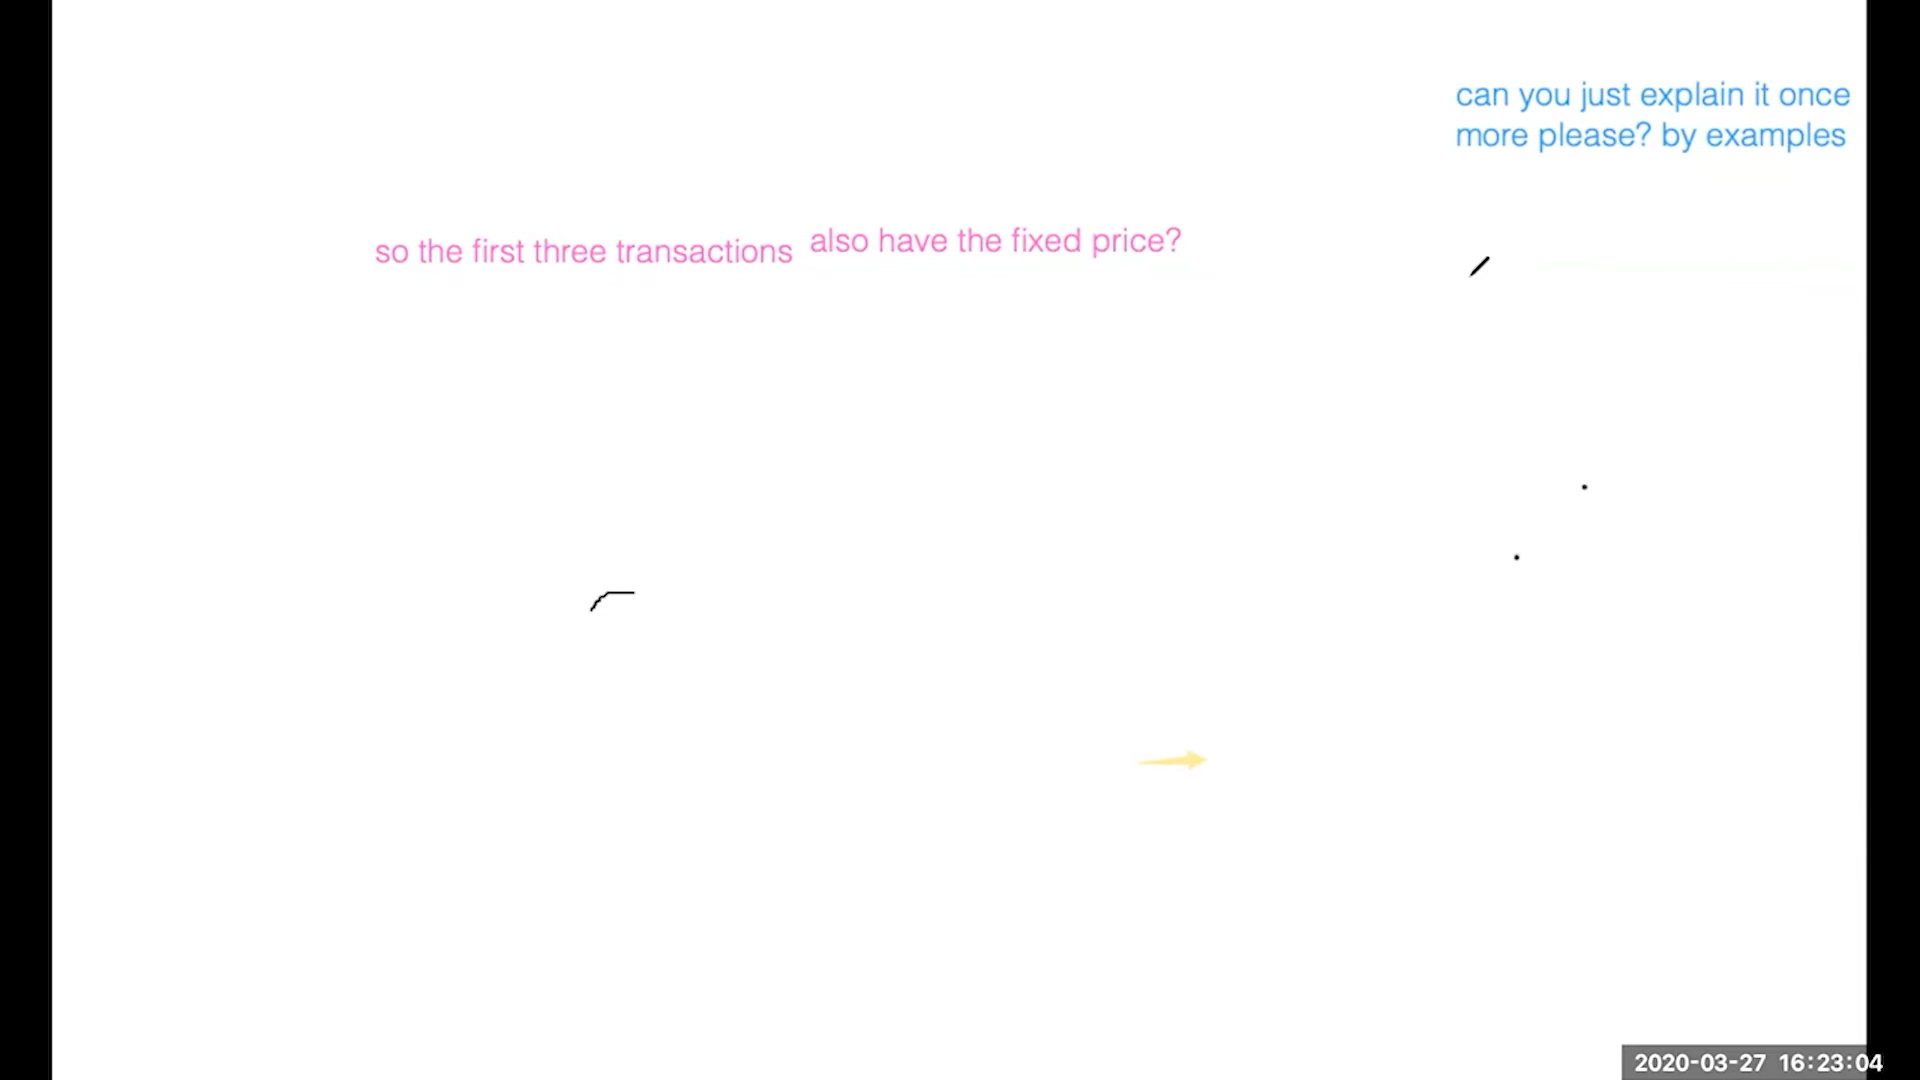 can you just explain it once
more please? by examples
so the first three transactions also have the fixed price?
2020-03-27 16:23:04